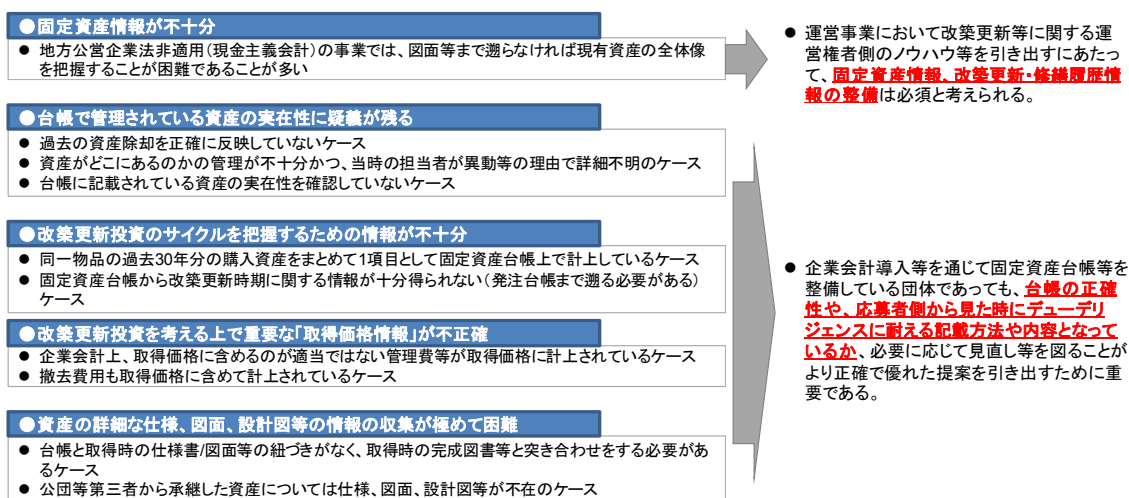 ●固定資産情報が不十分
● 地方公営企業法非適用(現金主義会計)の事業では、図面等まで遡らなければ現有資産の全体像
を把握することが困難であることが多い
●台帳で管理されている資産の実在性に疑義が残る
● 過去の資産除却を正確に反映していないケース
● 資産がどこにあるのかの管理が不十分かつ、当時の担当者が異動等の理由で詳細不明のケース
● 台帳に記載されている資産の実在性を確認していないケース
●改築更新投資のサイクルを把握するための情報が不十分
● 同一物品の過去30年分の購入資産をまとめて1項目として固定資産台帳上で計上しているケース
● 固定資産台帳から改築更新時期に関する情報が十分得られない(発注台帳まで遡る必要がある)
ケース
●改築更新投資を考える上で重要な「取得価格情報」が不正確
● 企業会計上、取得価格に含めるのが適当ではない管理費等が取得価格に計上されているケース
● 撤去費用も取得価格に含めて計上されているケース
●資産の詳細な仕様、図面、設計図等の情報の収集が極めて困難
● 台帳と取得時の仕様書/図面等の紐づきがなく、取得時の完成図書等と突き合わせをする必要があ
るケース
● 公団等第三者から承継した資産については仕様、図面、設計図等が不在のケース
● 運営事業において改築更新等に関する運
営権者側のノウハウ等を引き出すにあたっ
て、固定資産情報、改築更新・修繕履歴情
報の整備は必須と考えられる。
● 企業会計導入等を通じて固定資産台帳等を
整備している団体であっても、台帳の正確
性や、応募者側から見た時にデューデリ
ジェンスに耐える記載方法や内容となって
いるか、必要に応じて見直し等を図ることが
より正確で優れた提案を引き出すために重
要である。